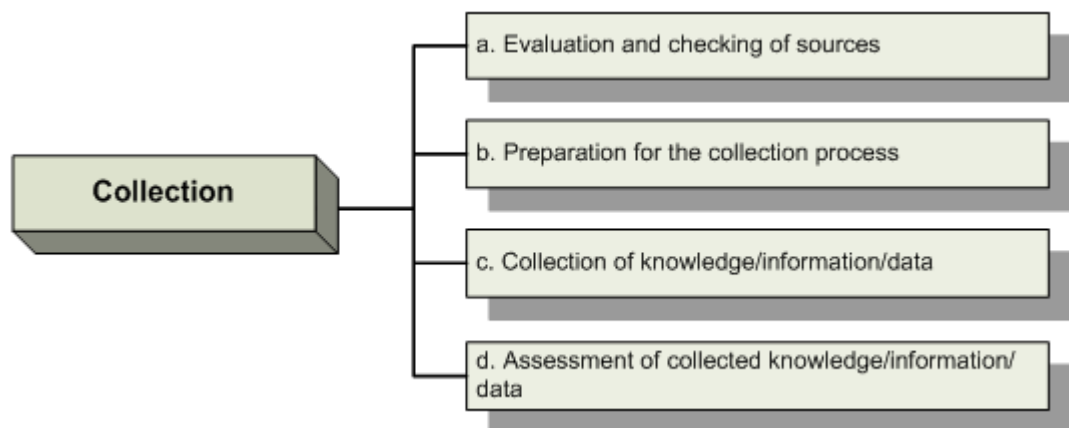 Collection
a. Evaluation and checking of sources
b. Preparation for the collection process
c. Collection of knowledge/information/data
d. Assessment of collected knowledge/information/
data